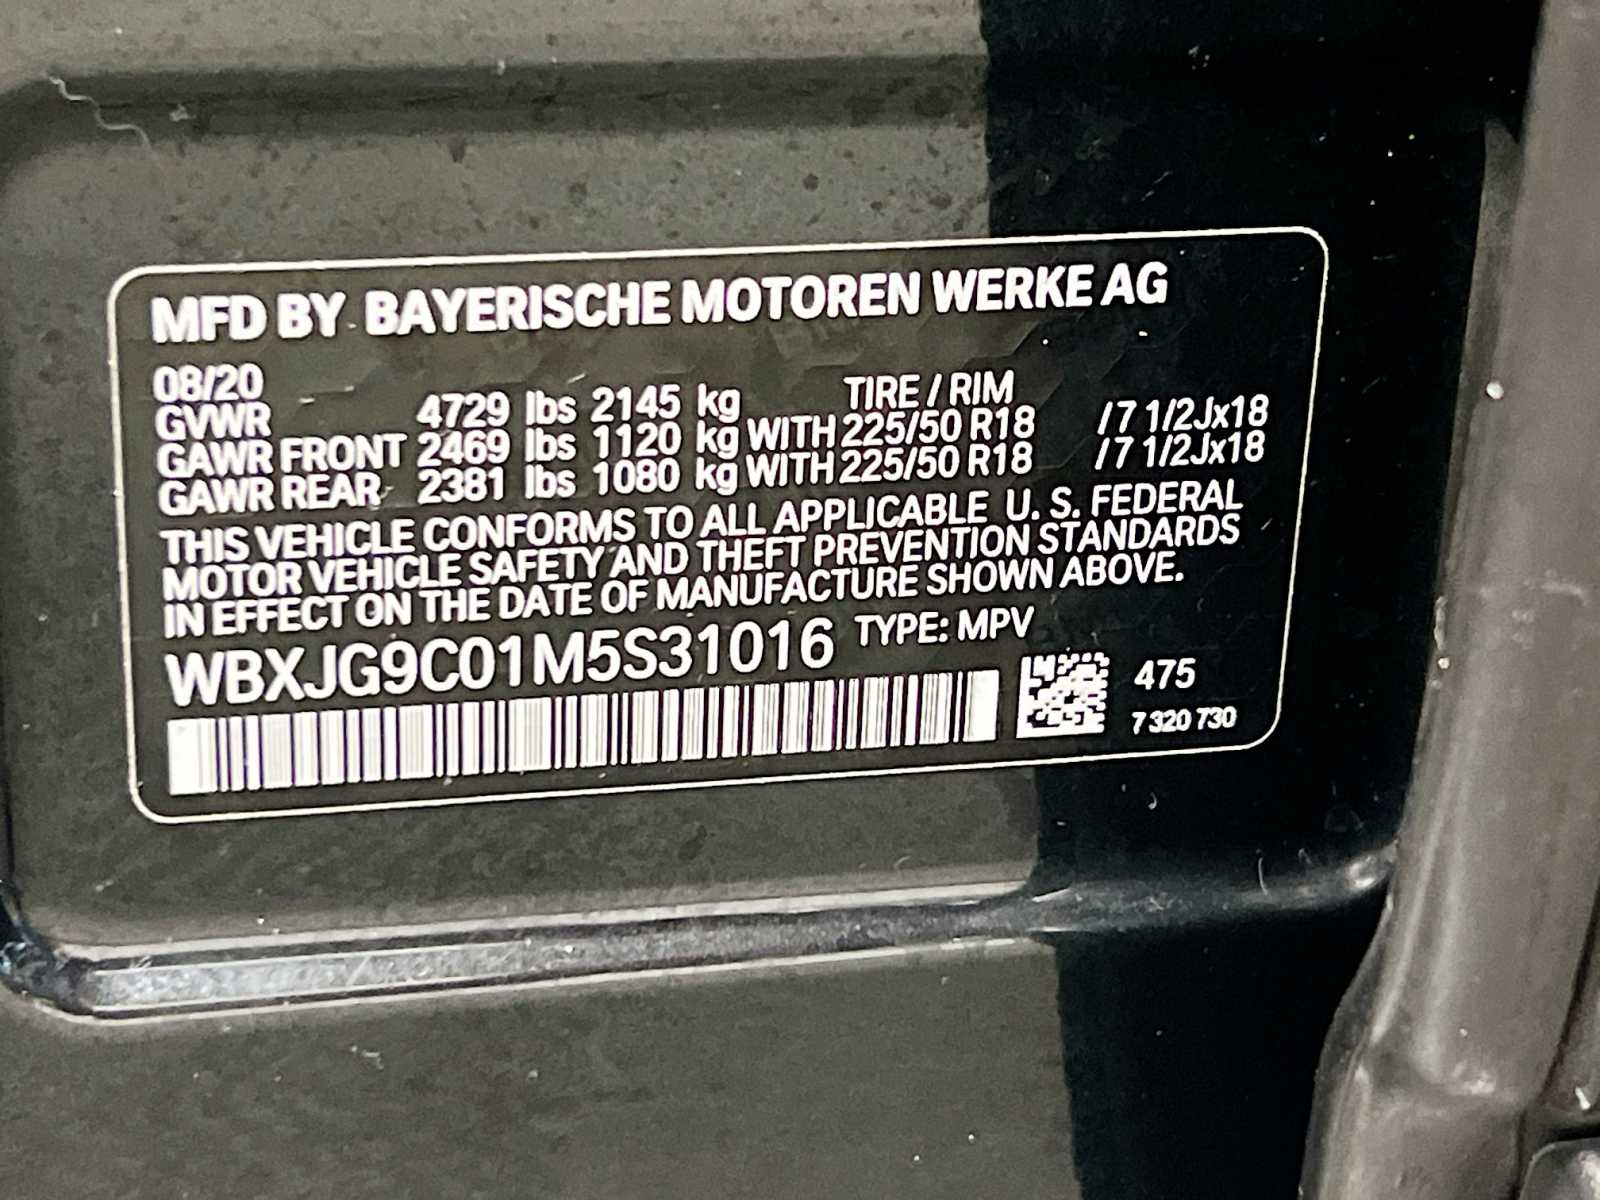 MFD BY BAYERISCHE MOTOREN WERKE AG
08/20
GVWR 4729 lbs 2145 kg TIRE / RIM
GAWR FRONT 2469 lbs 1120 kg WITH 225/50 R18 / 7 1/2Jx18
GAWR REAR 2381 lbs 1080 kg WITH 225/50 R18 / 7 1/2Jx18
THIS VEHICLE CONFORMS TO ALL APPLICABLE U. S. FEDERAL
MOTOR VEHICLE SAFETY AND THEFT PREVENTION STANDARDS
IN EFFECT ON THE DATE OF MANUFACTURE SHOWN ABOVE.
WBXJG9C01M5S31016 TYPE: MPV
475
7 320 730